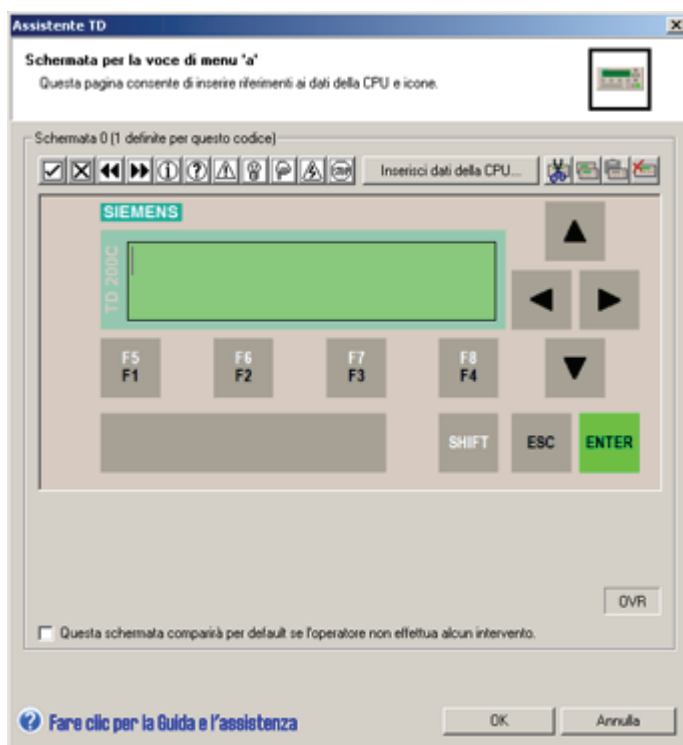 Assistente TD
Schermata per la voce di menu 'a'
Questa pagina consente di inserire riferimenti ai dati della CPU e icone.
Schermata 0 (1 definite per questo codice)
Inserisci dati della CPU...
SIEMENS
TD 200C
F5 F6 F7 F8
F1 F2 F3 F4
SHIFT ESC ENTER
OVR
Questa schermata comparirà per default se l'operatore non effettua alcun intervento.
Fare clic per la Guida e l'assistenza
OK Annulla